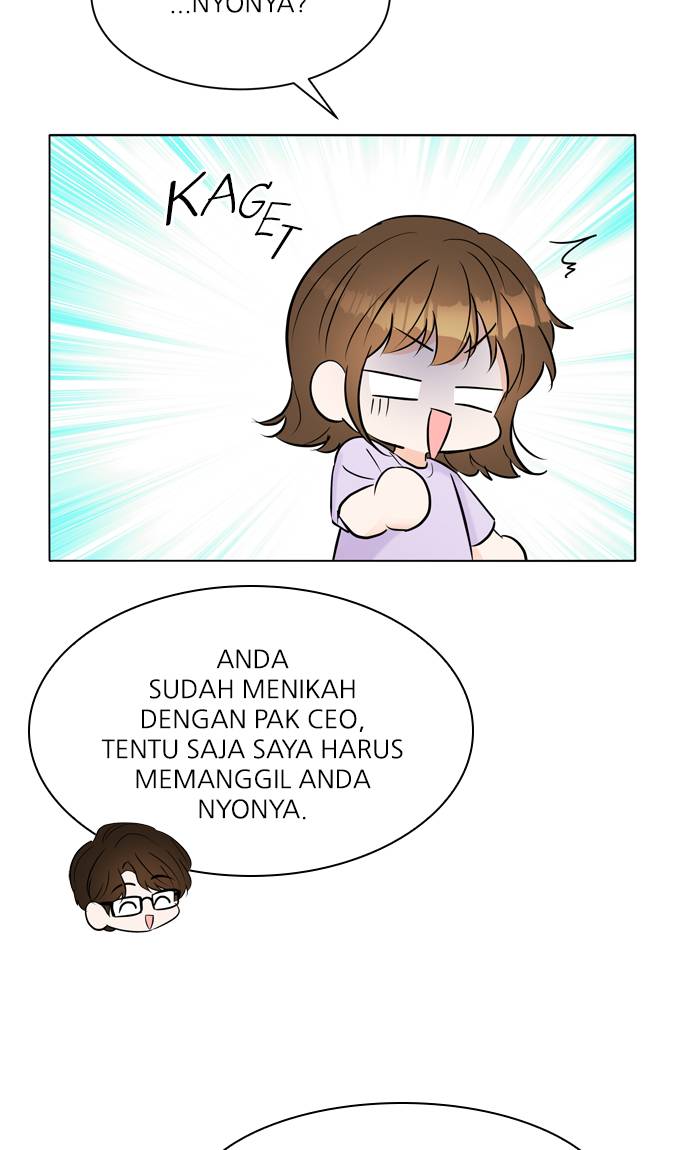 ...NYONYA?
KAGET
ANDA
SUDAH MENIKAH
DENGAN PAK CEO,
TENTU SAJA SAYA HARUS
MEMANGGIL ANDA
NYONYA.